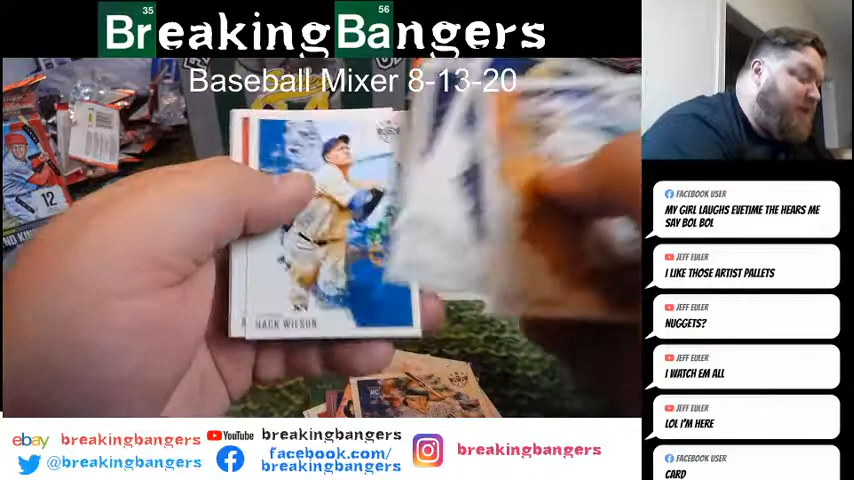 35
56
BreakingBangers
Baseball Mixer 8-13-20
12
HACK WILSON
FACEBOOK USER
MY GIRL LAUGHS EVETIME THE HEARS ME
SAY BOL BOL
JEFF EULER
I LIKE THOSE ARTIST PALLETS
JEFF EULER
NUGGETS?
JEFF EULER
I WATCH EM ALL
JEFF EULER
LOL I'M HERE
FACEBOOK USER
CARD
ebay breakingbangers
YouTube breakingbangers
breakingbangers
@breakingbangers
facebook.com/
breakingbangers